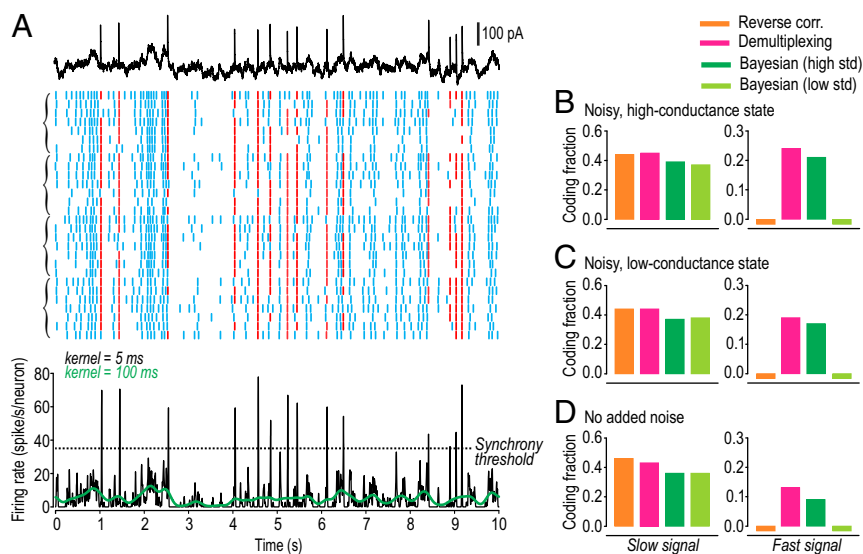 A
100 pA
kernel = 5 ms
kernel = 100 ms
80
60
40
20
0
Firing rate (spike/s/neuron)
Synchrony
threshold
0 1 2 3 4 5 6 7 8 9 10
Time (s)
Reverse corr.
Demultiplexing
Bayesian (high std)
Bayesian (low std)
B Noisy, high-conductance state
Coding fraction
0.6 0.3
0.4 0.2
0.2 0.1
0.0 0.0
C Noisy, low-conductance state
Coding fraction
0.6 0.3
0.4 0.2
0.2 0.1
0.0 0.0
D No added noise
Coding fraction
0.6 0.3
0.4 0.2
0.2 0.1
0.0 0.0
Slow signal Fast signal